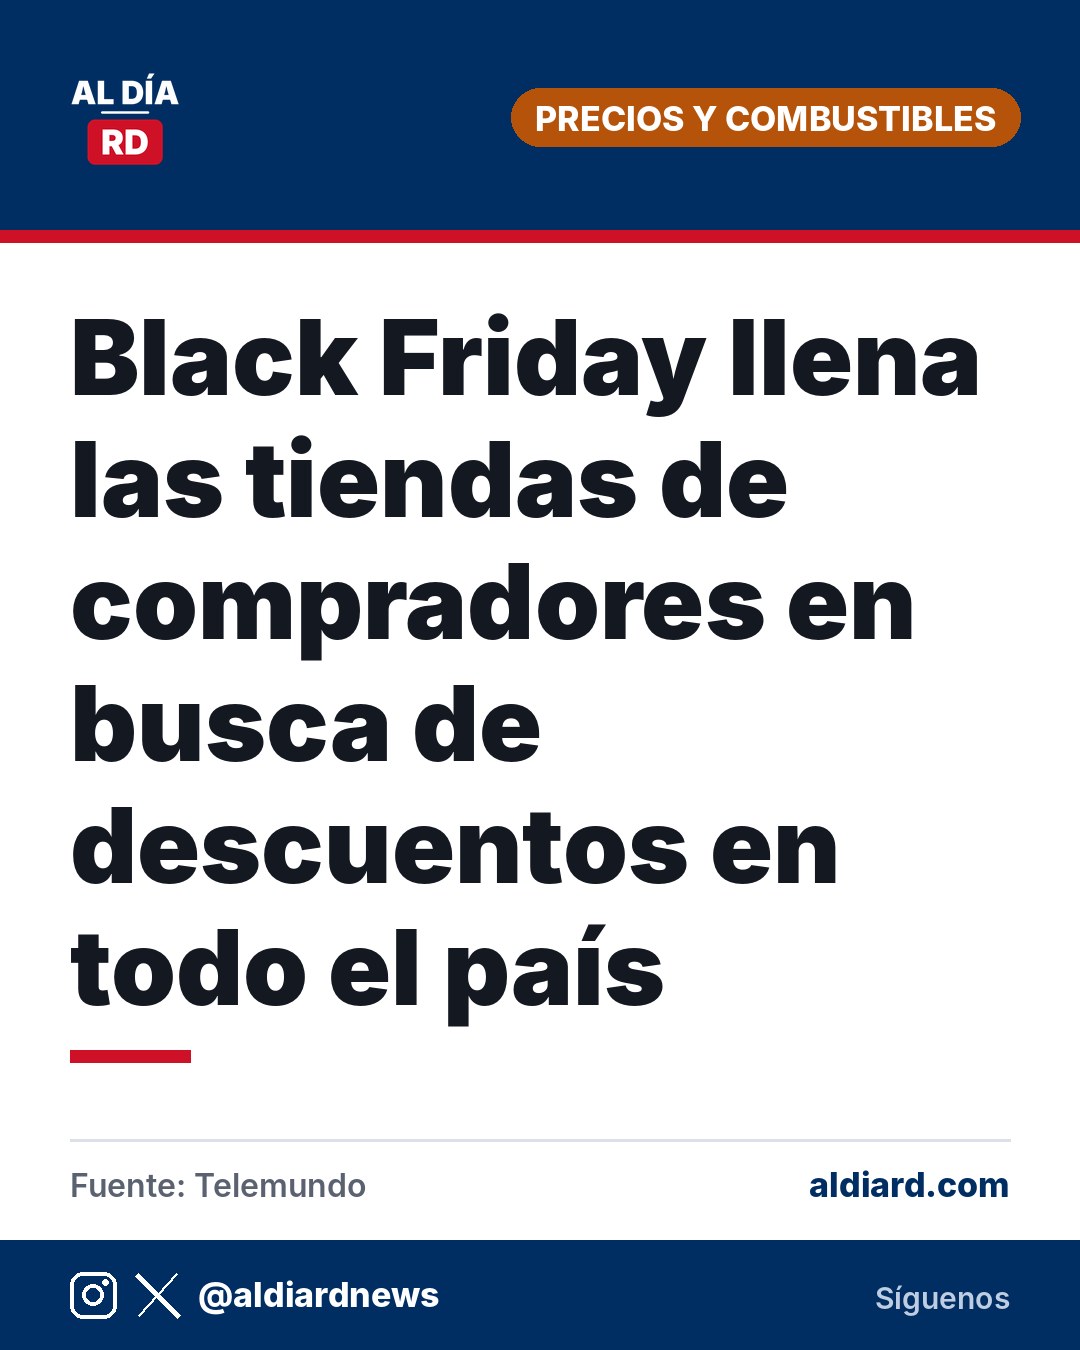 AL DÍA
RD
PRECIOS Y COMBUSTIBLES
Black Friday llena
las tiendas de
compradores en
busca de
descuentos en
todo el país
Fuente: Telemundo
aldiard.com
@aldiardnews
Síguenos